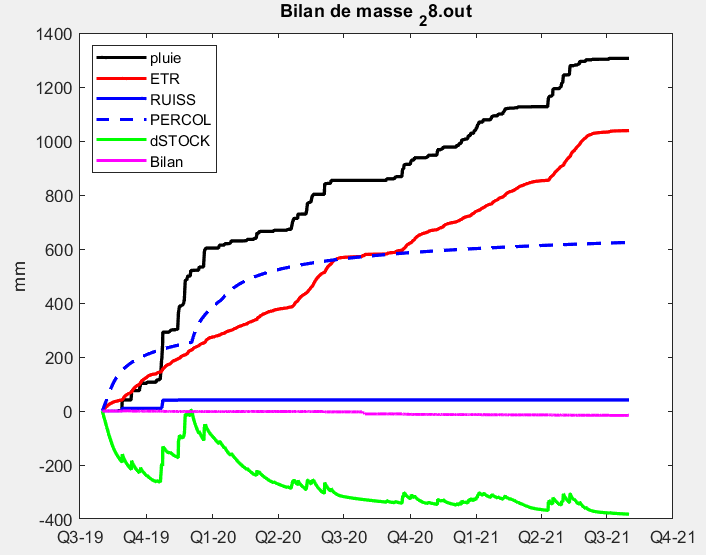 Bilan de masse 28.out
1400
1200
1000
800
600
400
200
0
-200
-400
mm
pluie
ETR
RUISS
PERCOL
dSTOCK
Bilan
Q3-19 Q4-19 Q1-20 Q2-20 Q3-20 Q4-20 Q1-21 Q2-21 Q3-21 Q4-21